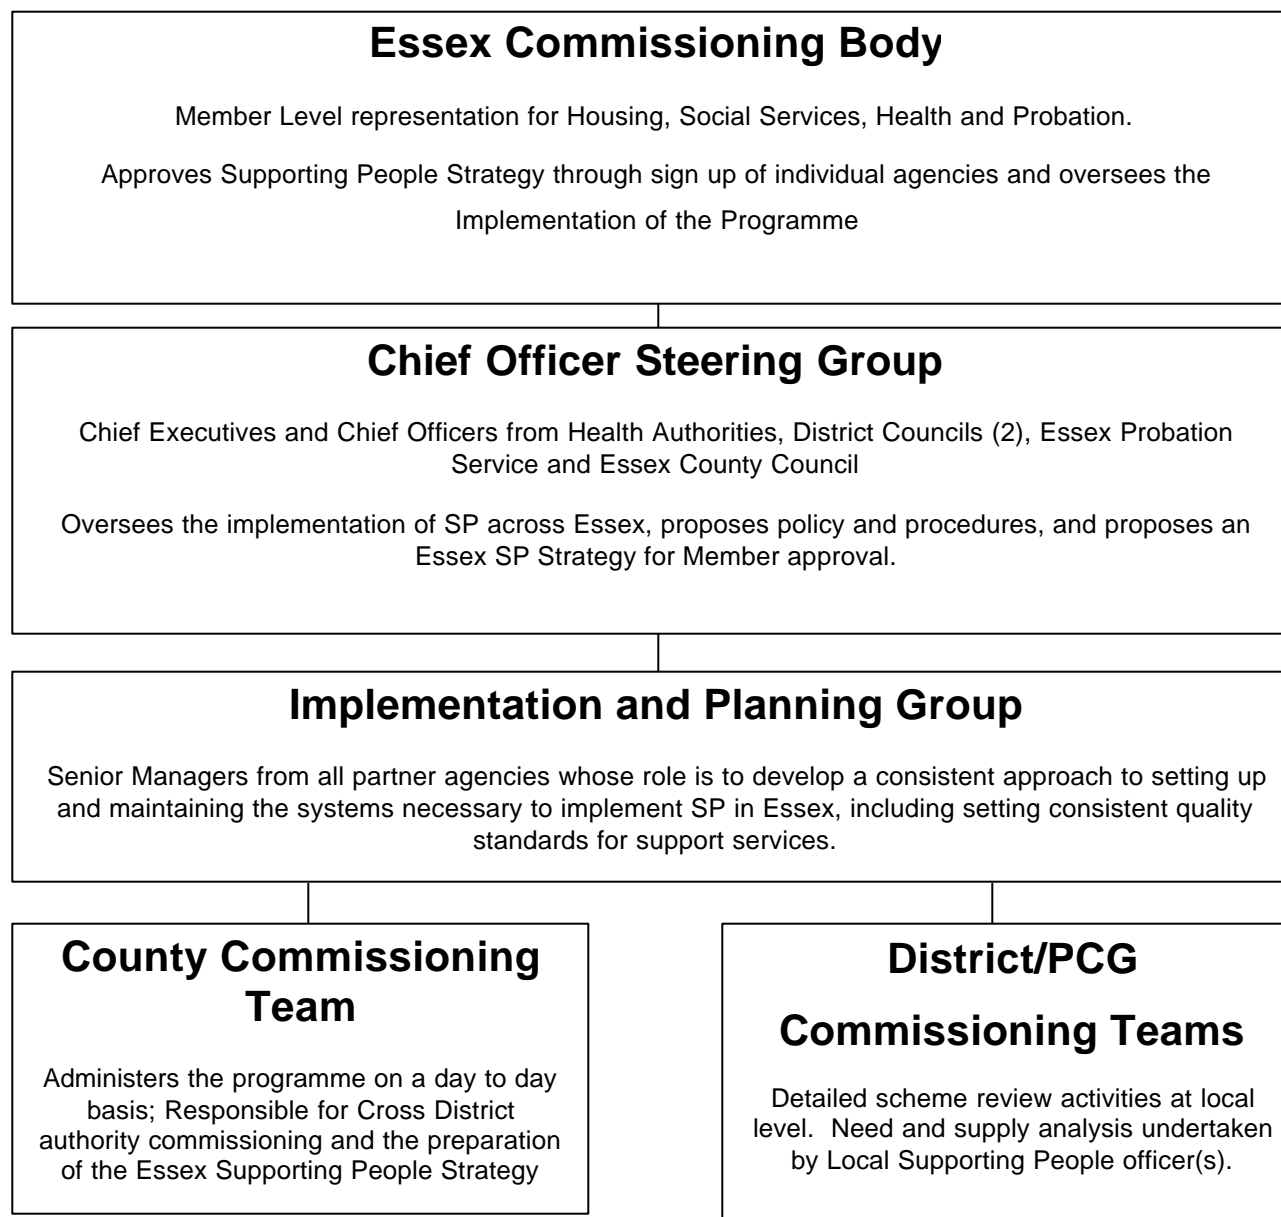 Essex Commissioning Body
Member Level representation for Housing, Social Services, Health and Probation.
Approves Supporting People Strategy through sign up of individual agencies and oversees the
Implementation of the Programme
Chief Officer Steering Group
Chief Executives and Chief Officers from Health Authorities, District Councils (2), Essex Probation
Service and Essex County Council
Oversees the implementation of SP across Essex, proposes policy and procedures, and proposes an
Essex SP Strategy for Member approval.
Implementation and Planning Group
Senior Managers from all partner agencies whose role is to develop a consistent approach to setting up
and maintaining the systems necessary to implement SP in Essex, including setting consistent quality
standards for support services.
County Commissioning
Team
Administers the programme on a day to day
basis; Responsible for Cross District
authority commissioning and the preparation
of the Essex Supporting People Strategy
District/PCG
Commissioning Teams
Detailed scheme review activities at local
level.  Need and supply analysis undertaken
by Local Supporting People officer(s).